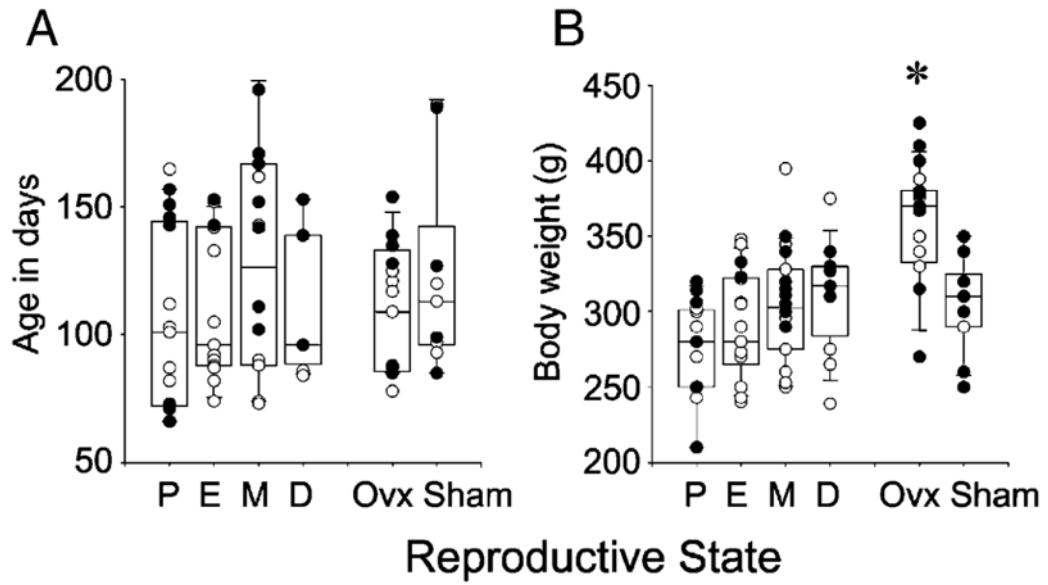 A
B
Age in days
200
150
100
50
P E M D Ovx Sham
*
Body weight (g)
450
400
350
300
250
200
P E M D Ovx Sham
Reproductive State